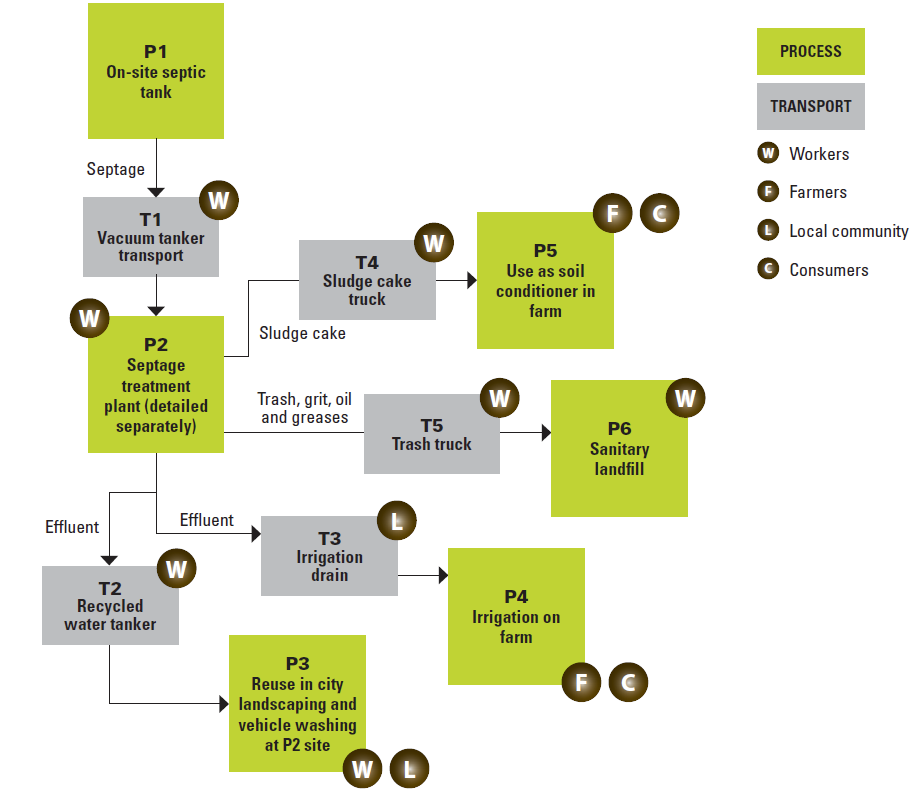 P1
On-site septic
tank
Septage
W
T1
Vacuum tanker
transport
W
P2
Septage
treatment
plant (detailed
separately)
W
T4
Sludge cake
truck
Sludge cake
F
C
P5
Use as soil
conditioner in
farm
Trash, grit, oil
and greases
W
T5
Trash truck
W
P6
Sanitary
landfill
Effluent
Effluent
L
T3
Irrigation
drain
W
T2
Recycled
water tanker
P4
Irrigation on
farm
F
C
P3
Reuse in city
landscaping and
vehicle washing
at P2 site
W
L
PROCESS
TRANSPORT
W Workers
F Farmers
L Local community
C Consumers